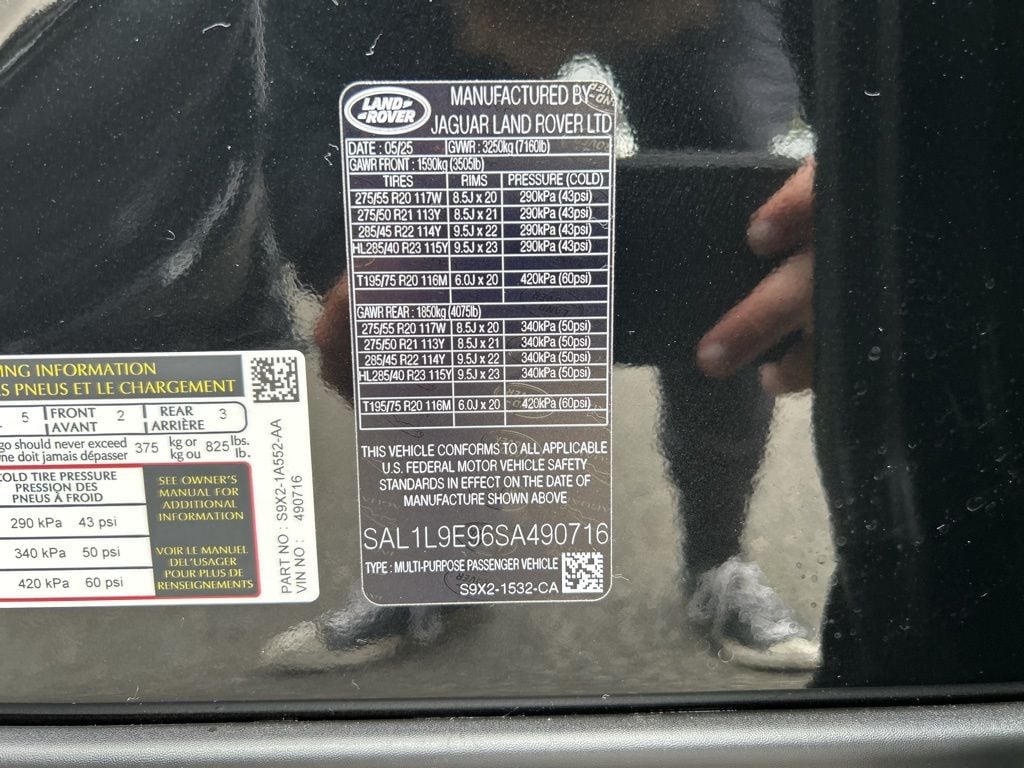 LAND ROVER
MANUFACTURED BY
JAGUAR LAND ROVER LTD
DATE : 05/25 GVWR : 3250kg (7160lb)
GAWR FRONT : 1590kg (3505lb)
TIRES RIMS PRESSURE (COLD)
275/55 R20 117W 8.5J x 20 290kPa (43psi)
275/50 R21 113Y 8.5J x 21 290kPa (43psi)
285/45 R22 114Y 9.5J x 22 290kPa (43psi)
HL285/40 R23 115Y 9.5J x 23 290kPa (43psi)
T195/75 R20 116M 6.0J x 20 420kPa (60psi)
GAWR REAR : 1850kg (4075lb)
275/55 R20 117W 8.5J x 20 340kPa (50psi)
275/50 R21 113Y 8.5J x 21 340kPa (50psi)
285/45 R22 114Y 9.5J x 22 340kPa (50psi)
HL285/40 R23 115Y 9.5J x 23 340kPa (50psi)
T195/75 R20 116M 6.0J x 20 420kPa (60psi)
THIS VEHICLE CONFORMS TO ALL APPLICABLE
U.S. FEDERAL MOTOR VEHICLE SAFETY
STANDARDS IN EFFECT ON THE DATE OF
MANUFACTURE SHOWN ABOVE
SAL1L9E96SA490716
TYPE : MULTI-PURPOSE PASSENGER VEHICLE
S9X2-1532-CA
INFORMATION
PNEUS ET LE CHARGEMENT
5 FRONT 2 REAR 3
AVANT ARRIÈRE
should never exceed 375 kg or 825 lbs.
ne doit jamais dépasser kg ou lb.
COLD TIRE PRESSURE
PRESSION DES
PNEUS À FROID
290 kPa 43 psi
340 kPa 50 psi
420 kPa 60 psi
SEE OWNER'S
MANUAL FOR
ADDITIONAL
INFORMATION
VOIR LE MANUEL
DEL'USAGER
POUR PLUS DE
RENSEIGNEMENTS
PART NO : S9X2-1A552-AA
VIN NO : 490716